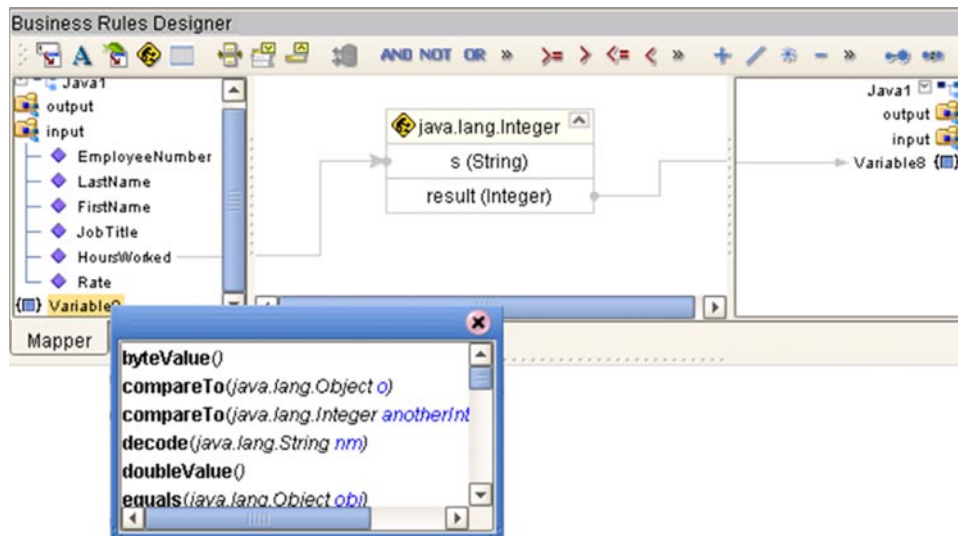 Business Rules Designer
A AND NOT OR » >= > <= < » + / * - »
Java1
output
input
EmployeeNumber
LastName
FirstName
JobTitle
HoursWorked
Rate
{} Variable
Mapper
java.lang.Integer
s (String)
result (Integer)
Java1
output
input
Variable8 {}
byteValue()
compareTo(java.lang.Object o)
compareTo(java.lang.Integer anotherInt
decode(java.lang.String nm)
doubleValue()
equals(java.lang.Object obj)